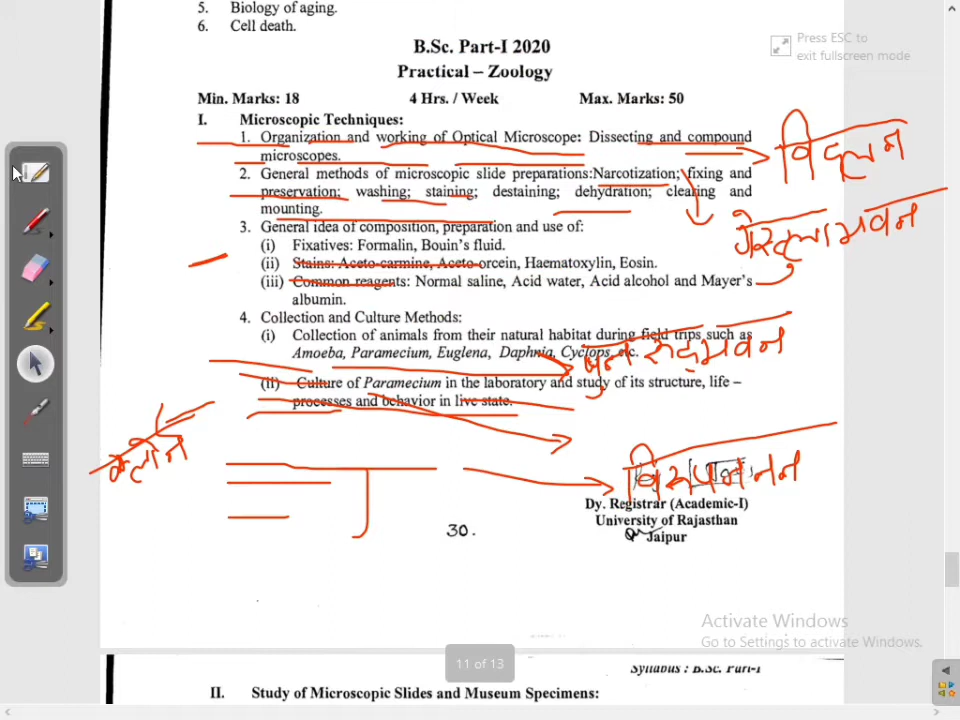 5. Biology of aging.
6. Cell death.
B.Sc. Part-I 2020
Practical – Zoology
Press ESC to
exit fullscreen mode
Min. Marks: 18 4 Hrs. / Week Max. Marks: 50
I. Microscopic Techniques:
1. Organization and working of Optical Microscope: Dissecting and compound
microscopes.
2. General methods of microscopic slide preparations:Narcotization; fixing and
preservation; washing; staining; destaining; dehydration; clearing and
mounting.
3. General idea of composition, preparation and use of:
(i) Fixatives: Formalin, Bouin's fluid.
(ii) Stains: Aceto-carmine, Aceto-orcein, Haematoxylin, Eosin.
(iii) Common reagents: Normal saline, Acid water, Acid alcohol and Mayer's
albumin.
4. Collection and Culture Methods:
(i) Collection of animals from their natural habitat during field trips such as
Amoeba, Paramecium, Euglena, Daphnia, Cyclops, etc.
(ii) Culture of Paramecium in the laboratory and study of its structure, life –
processes and behavior in live state.
Dy. Registrar (Academic-I)
University of Rajasthan
Jaipur
30.
Activate Windows
Go to Settings to activate Windows.
11 of 13
Syllabus : B.Sc. Part-I
II. Study of Microscopic Slides and Museum Specimens: